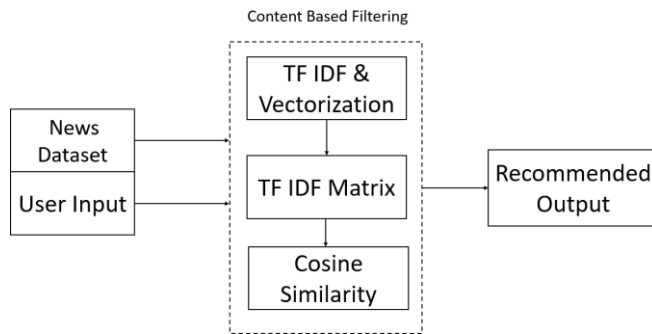 Content Based Filtering
TF IDF &
Vectorization
News
Dataset
User Input
TF IDF Matrix
Recommended
Output
Cosine
Similarity